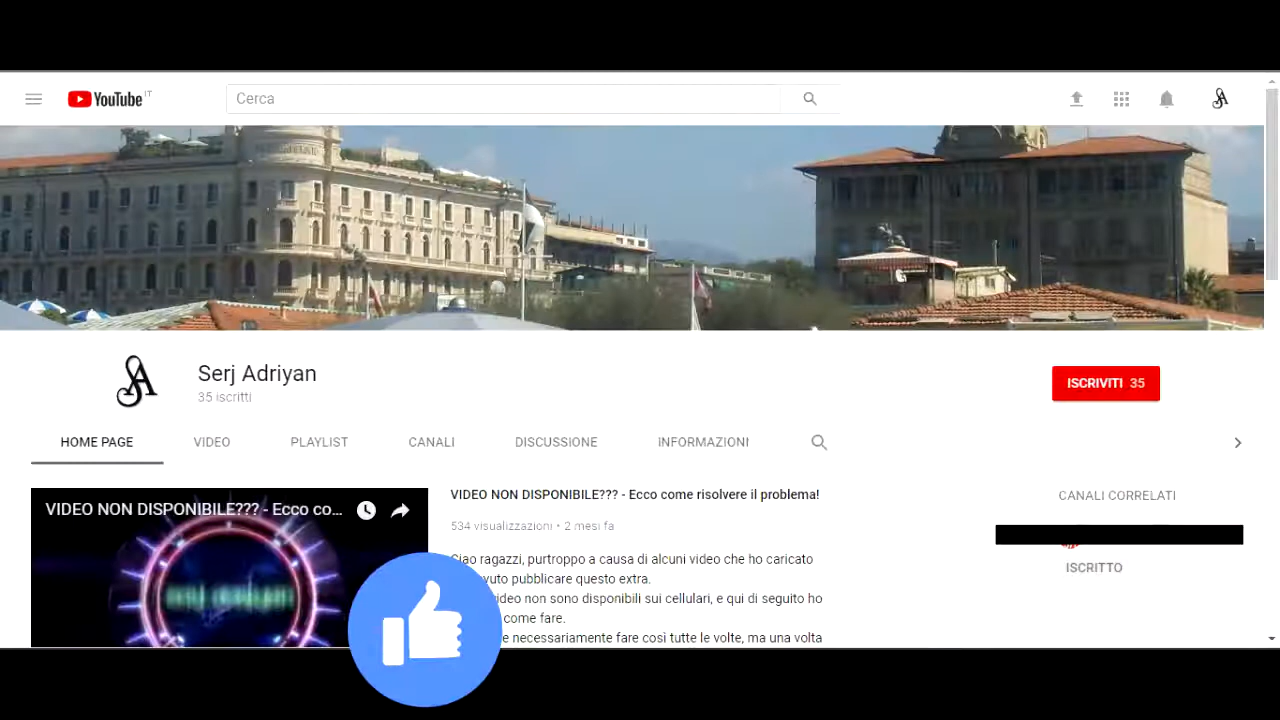 YouTube IT
Cerca
Serj Adriyan
35 iscritti
ISCRIVITI 35
HOME PAGE
VIDEO
PLAYLIST
CANALI
DISCUSSIONE
INFORMAZIONI
VIDEO NON DISPONIBILE??? - Ecco co...
VIDEO NON DISPONIBILE??? - Ecco come risolvere il problema!
534 visualizzazioni • 2 mesi fa
Ciao ragazzi, purtroppo a causa di alcuni video che ho caricato
vuto pubblicare questo extra.
ideo non sono disponibili sui cellulari, e qui di seguito ho
come fare.
e necessariamente fare così tutte le volte, ma una volta
CANALI CORRELATI
ISCRITTO